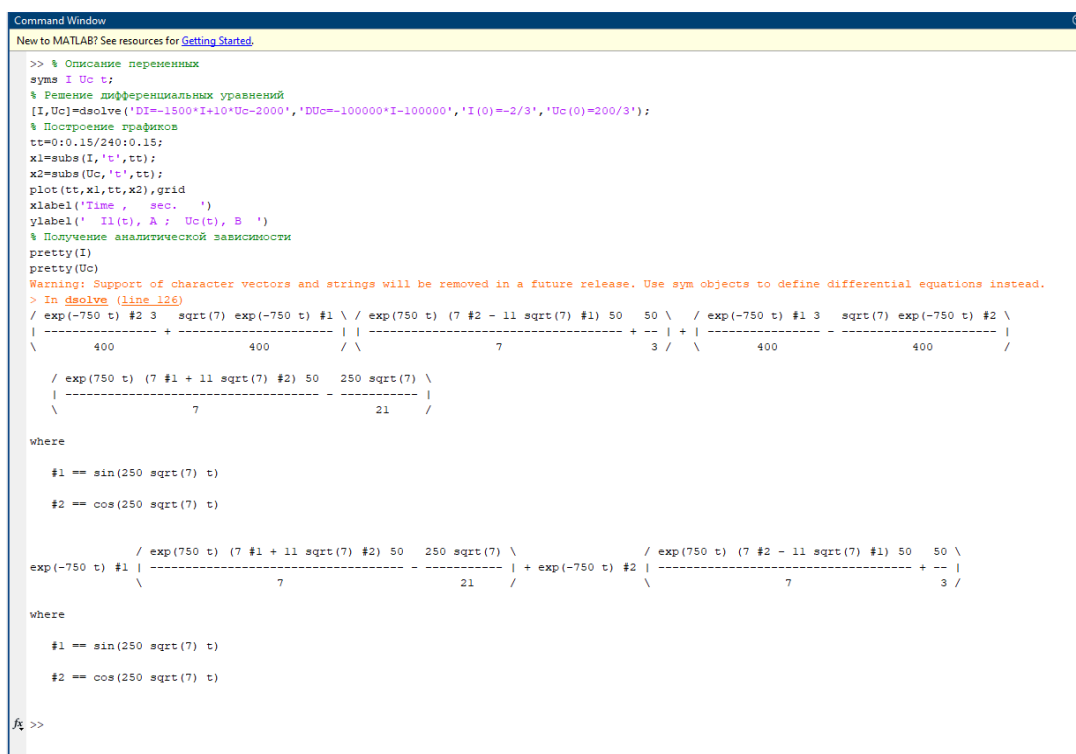 Command Window
New to MATLAB? See resources for Getting Started.
>> % Описание переменных
syms I Uc t;
% Решение дифференциальных уравнений
[I,Uc]=dsolve('DI=-1500*I+10*Uc-2000','DUc=-100000*I-100000','I(0)=-2/3','Uc(0)=200/3');
% Построение графиков
tt=0:0.15/240:0.15;
x1=subs(I,'t',tt);
x2=subs(Uc,'t',tt);
plot(tt,x1,tt,x2),grid
xlabel('Time ,   sec.   ')
ylabel('  I1(t), A ;  Uc(t), B  ')
% Получение аналитической зависимости
pretty(I)
pretty(Uc)
Warning: Support of character vectors and strings will be removed in a future release. Use sym objects to define differential equations instead.
> In dsolve (line 126)
/ exp(-750 t) #2 3   sqrt(7) exp(-750 t) #1 \ / exp(750 t) (7 #2 - 11 sqrt(7) #1) 50   50 \   / exp(-750 t) #1 3   sqrt(7) exp(-750 t) #2 \
| ---------------- + ---------------------- | | ---------------------------------- + -- | + | ---------------- - ---------------------- |
\       400                   400           / \                  7                    3 /   \       400                   400           /
/ exp(750 t) (7 #1 + 11 sqrt(7) #2) 50   250 sqrt(7) \
| ------------------------------------ - ----------- |
\                  7                         21      /
where
#1 == sin(250 sqrt(7) t)
#2 == cos(250 sqrt(7) t)
/ exp(750 t) (7 #1 + 11 sqrt(7) #2) 50   250 sqrt(7) \               / exp(750 t) (7 #2 - 11 sqrt(7) #1) 50   50 \
exp(-750 t) #1 | ------------------------------------ - ----------- | + exp(-750 t) #2 | ------------------------------------ + -- |
\                  7                         21      /               \                  7                    3 /
where
#1 == sin(250 sqrt(7) t)
#2 == cos(250 sqrt(7) t)
fx >>